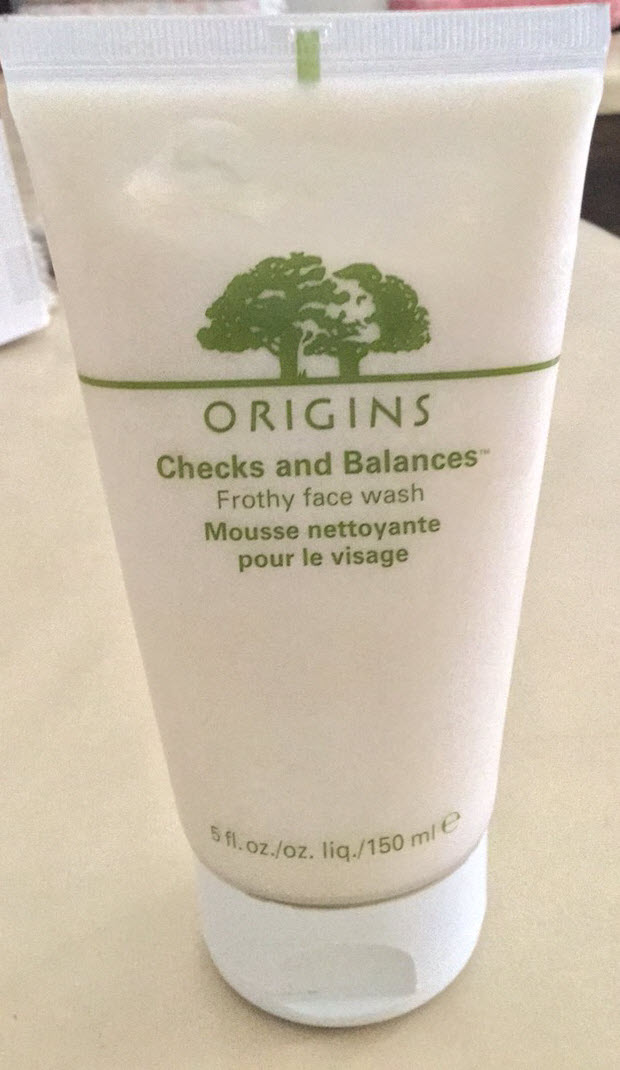 ORIGINS
Checks and Balances™
Frothy face wash
Mousse nettoyante
pour le visage
5 fl.oz./oz. liq./150 ml ℮